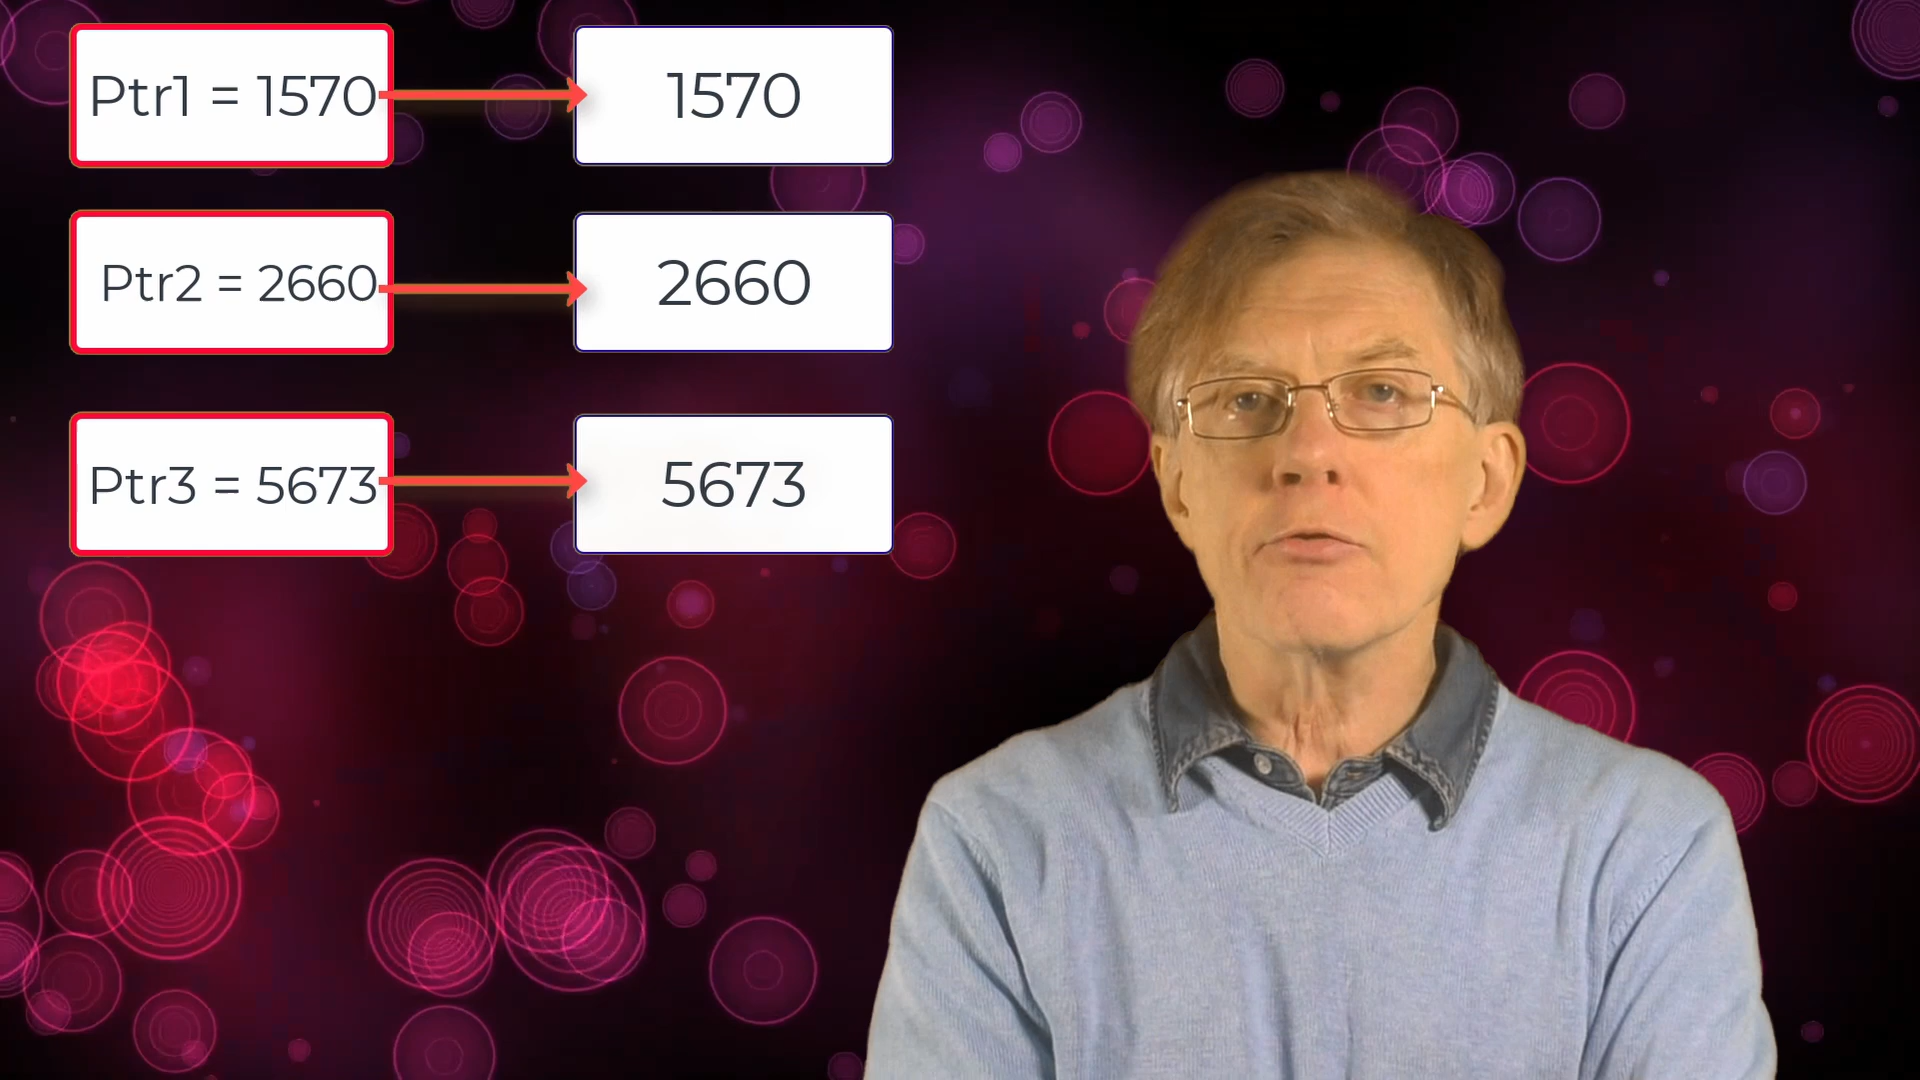 Ptr1 = 1570
1570
Ptr2 = 2660
2660
Ptr3 = 5673
5673